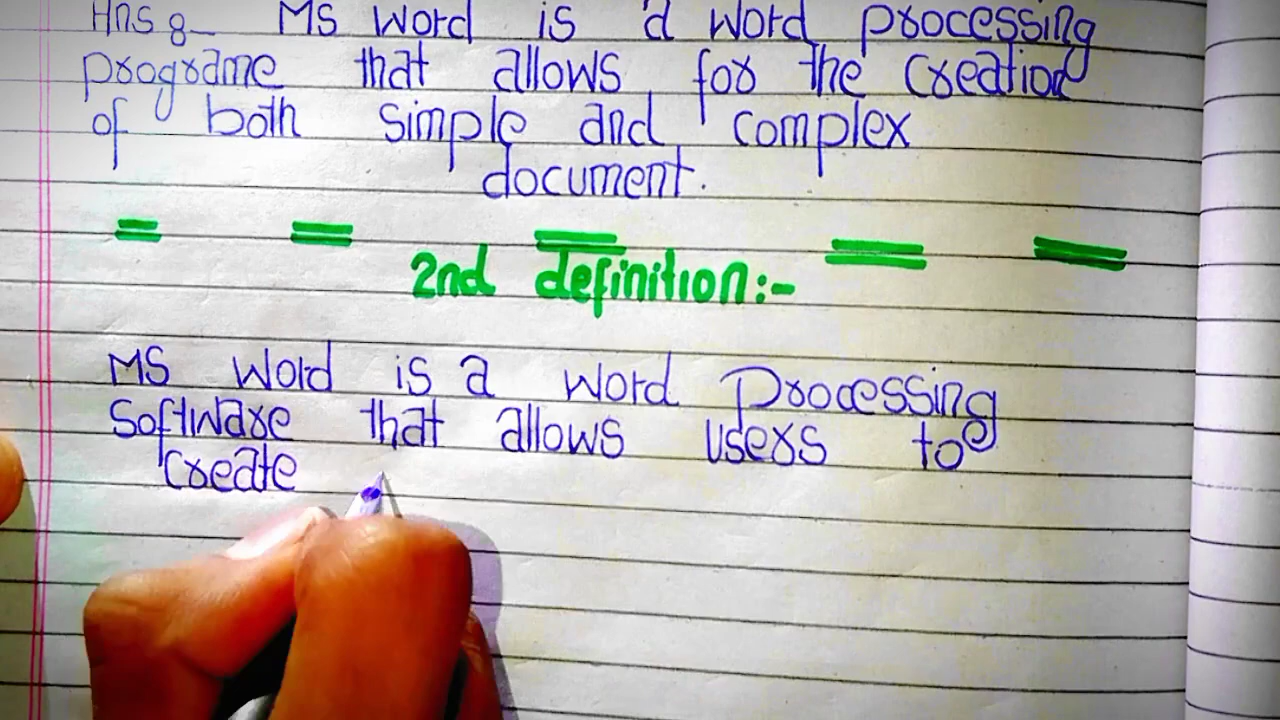 Ans:- MS Word is a word processing
programe that allows for the creation
of both simple and complex
document.
2nd definition:-
MS Word is a word Processing
Software that allows users to
create